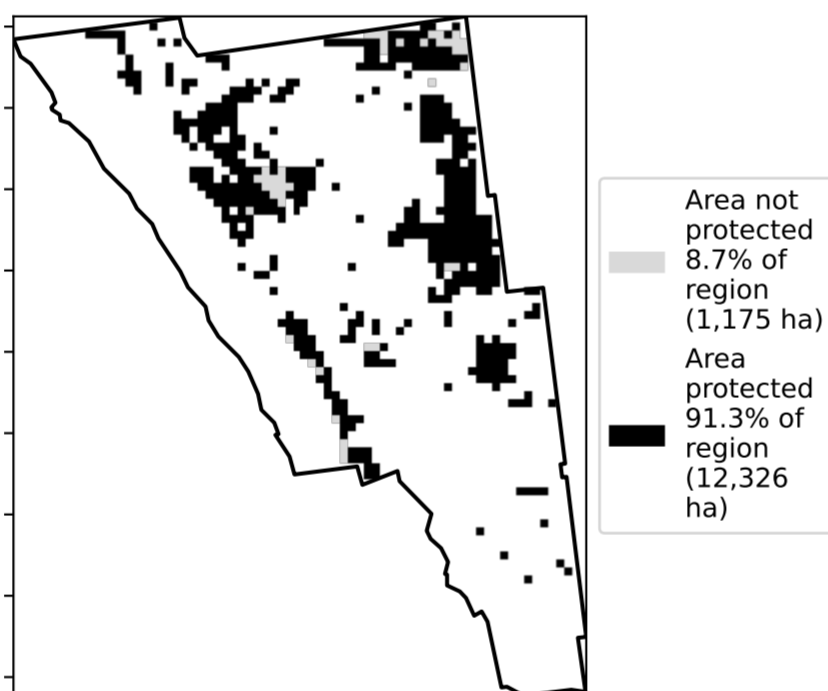 Area not
protected
8.7% of
region
(1,175 ha)
Area
protected
91.3% of
region
(12,326
ha)